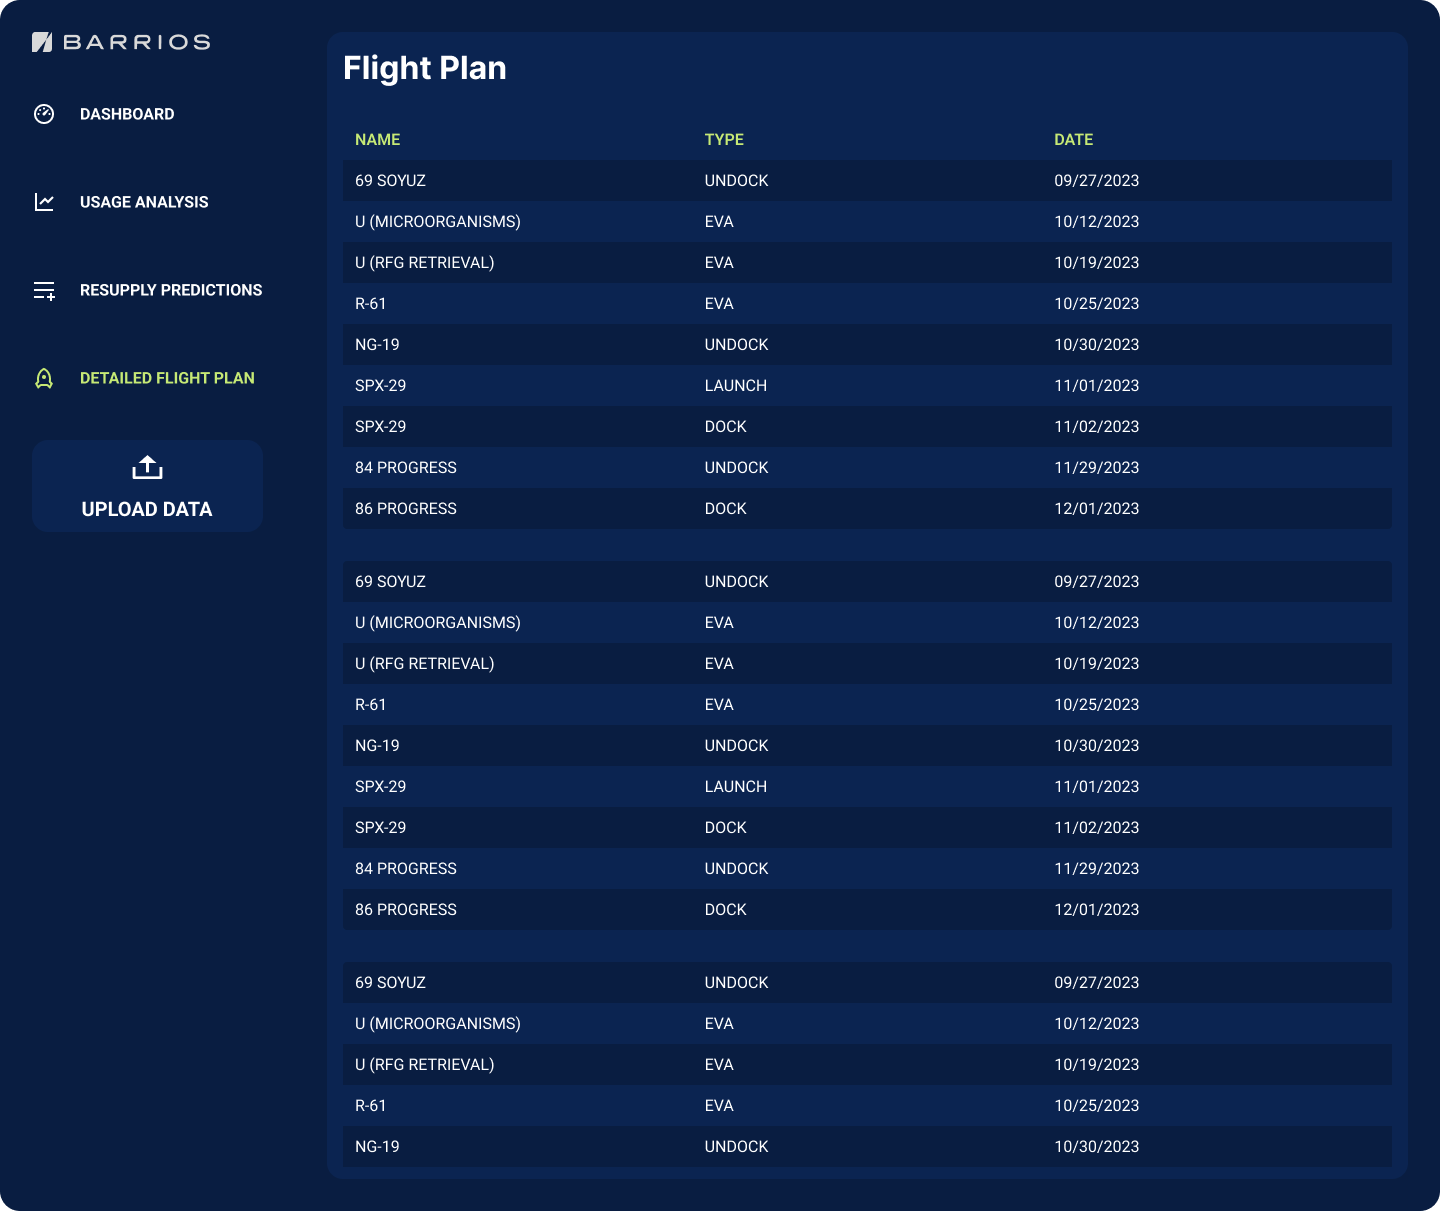 BARRIOS
DASHBOARD
USAGE ANALYSIS
RESUPPLY PREDICTIONS
DETAILED FLIGHT PLAN
UPLOAD DATA
Flight Plan
NAME TYPE DATE
69 SOYUZ UNDOCK 09/27/2023
U (MICROORGANISMS) EVA 10/12/2023
U (RFG RETRIEVAL) EVA 10/19/2023
R-61 EVA 10/25/2023
NG-19 UNDOCK 10/30/2023
SPX-29 LAUNCH 11/01/2023
SPX-29 DOCK 11/02/2023
84 PROGRESS UNDOCK 11/29/2023
86 PROGRESS DOCK 12/01/2023
69 SOYUZ UNDOCK 09/27/2023
U (MICROORGANISMS) EVA 10/12/2023
U (RFG RETRIEVAL) EVA 10/19/2023
R-61 EVA 10/25/2023
NG-19 UNDOCK 10/30/2023
SPX-29 LAUNCH 11/01/2023
SPX-29 DOCK 11/02/2023
84 PROGRESS UNDOCK 11/29/2023
86 PROGRESS DOCK 12/01/2023
69 SOYUZ UNDOCK 09/27/2023
U (MICROORGANISMS) EVA 10/12/2023
U (RFG RETRIEVAL) EVA 10/19/2023
R-61 EVA 10/25/2023
NG-19 UNDOCK 10/30/2023